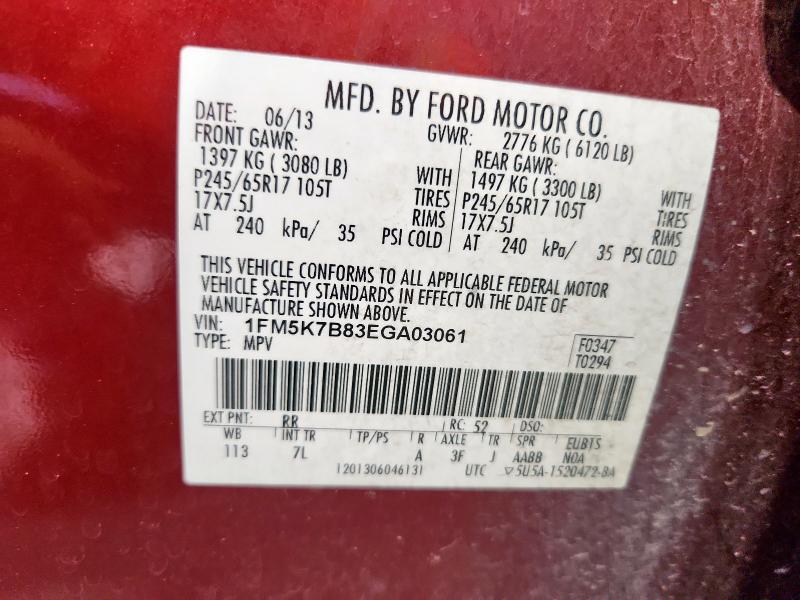 MFD. BY FORD MOTOR CO.
DATE: 06/13 GVWR: 2776 KG ( 6120 LB)
FRONT GAWR: REAR GAWR:
1397 KG ( 3080 LB) WITH 1497 KG ( 3300 LB) WITH
P245/65R17 105T TIRES P245/65R17 105T TIRES
17X7.5J RIMS 17X7.5J RIMS
AT 240 kPa/ 35 PSI COLD AT 240 kPa/ 35 PSI COLD
THIS VEHICLE CONFORMS TO ALL APPLICABLE FEDERAL MOTOR
VEHICLE SAFETY STANDARDS IN EFFECT ON THE DATE OF
MANUFACTURE SHOWN ABOVE.
VIN: 1FM5K7B83EGA03061
TYPE: MPV
F0347
T0294
EXT PNT: RR RC: 52 DSO:
WB INT TR TP/PS R AXLE TR SPR EUBTS
113 7L A 3F J AABB NOA
120130604613I UTC ▽5U5A-1520472-BA